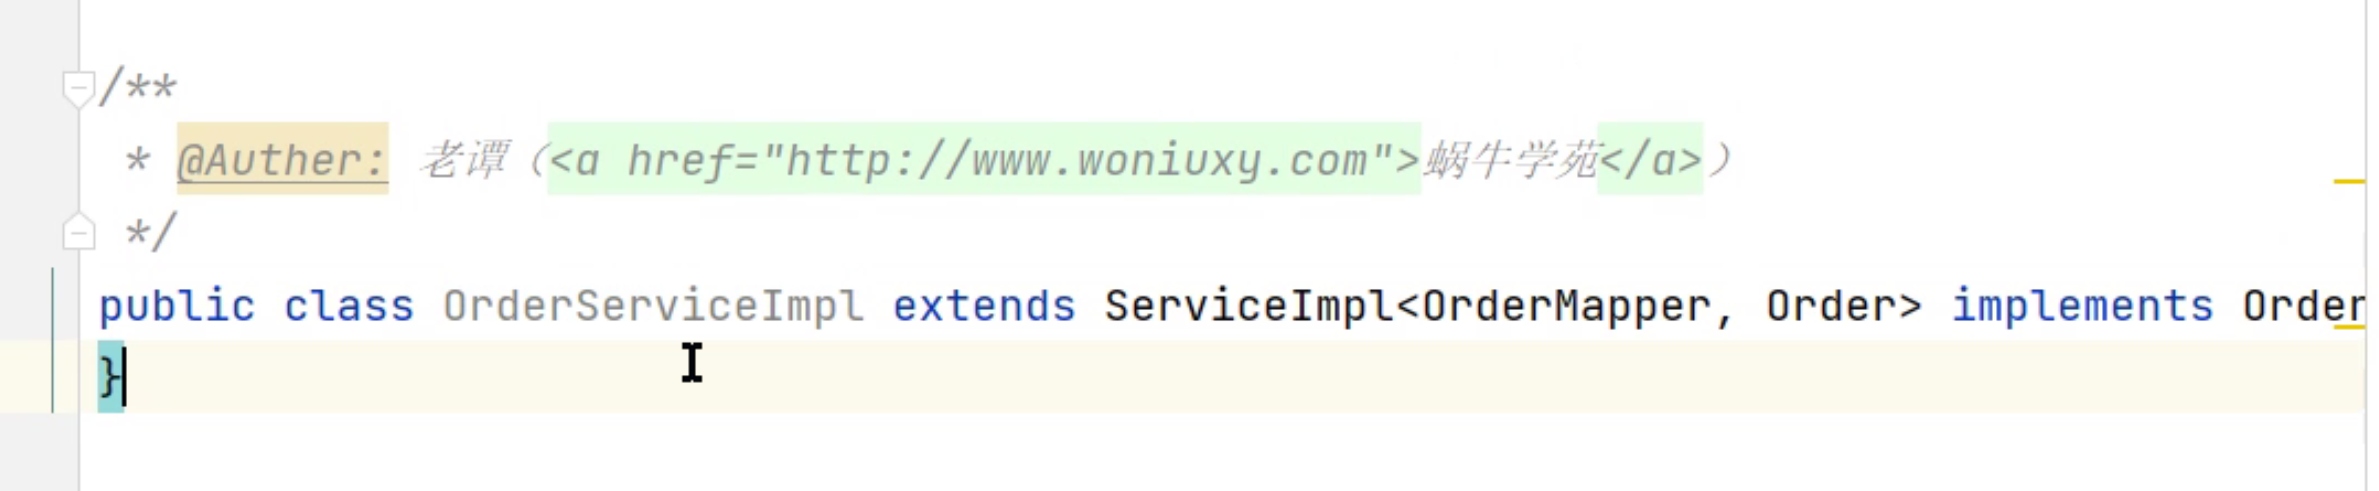 /**
 * @Auther: 老谭（<a href="http://www.woniuxy.com">蜗牛学苑</a>）
 */
public class OrderServiceImpl extends ServiceImpl<OrderMapper, Order> implements Order
}